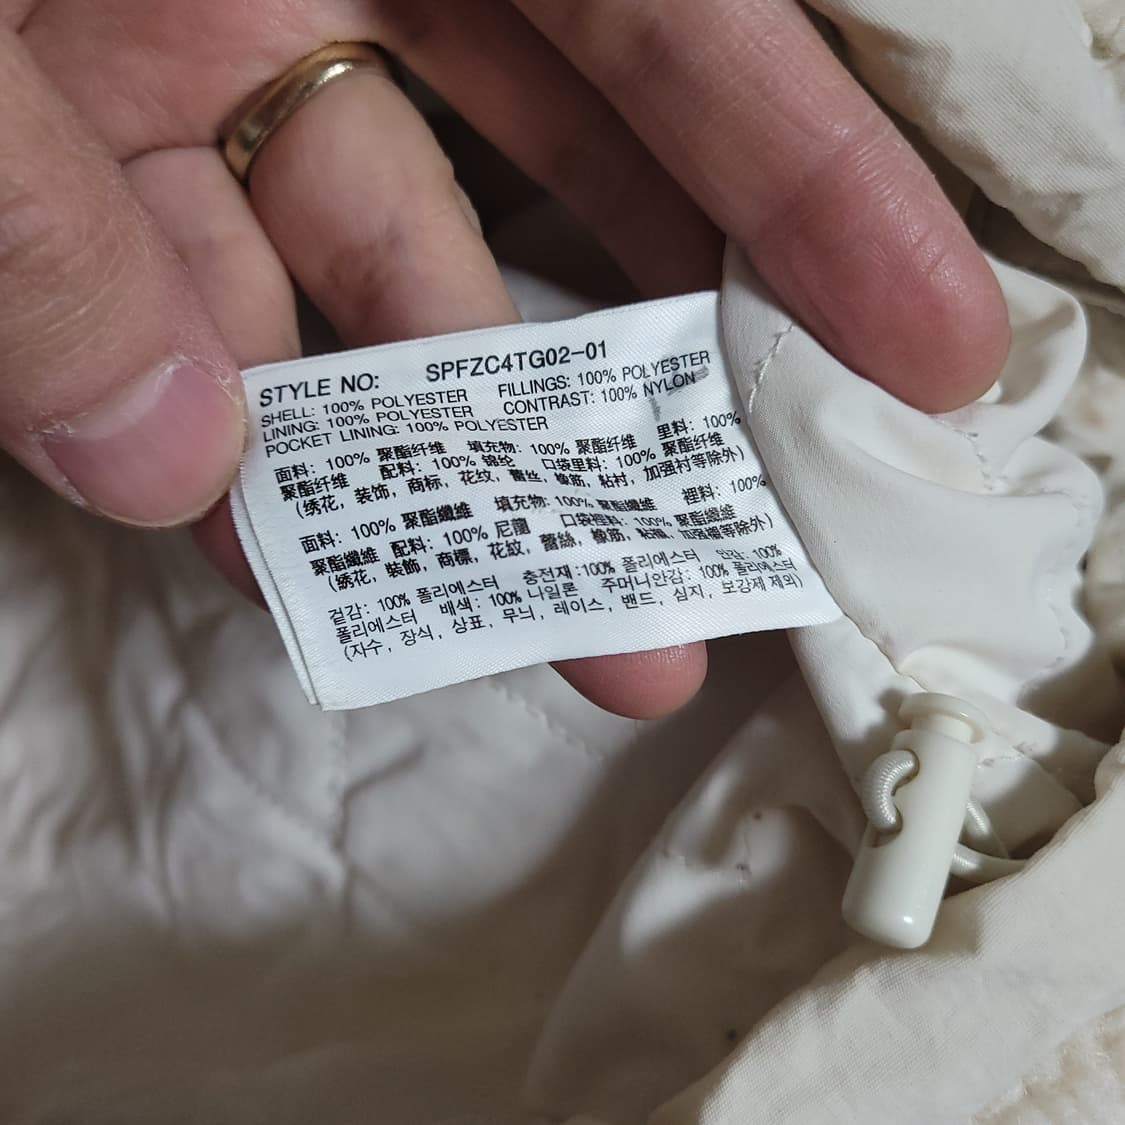 STYLE NO: SPFZC4TG02-01
SHELL: 100% POLYESTER FILLINGS: 100% POLYESTER
LINING: 100% POLYESTER CONTRAST: 100% NYLON
POCKET LINING: 100% POLYESTER
面料: 100% 聚酯纤维 填充物: 100% 聚酯纤维 里料: 100%
聚酯纤维 配料: 100% 锦纶 口袋里料: 100% 聚酯纤维
(绣花, 装饰, 商标, 花纹, 蕾丝, 橡筋, 粘衬, 加强衬等除外)
面料: 100% 聚酯纖維 填充物: 100% 聚酯纖維 裡料: 100%
聚酯纖維 配料: 100% 尼龍 口袋裡料: 100% 聚酯纖維
(绣花, 裝飾, 商標, 花紋, 蕾絲, 橡筋, 粘襯, 加強襯等除外)
겉감: 100% 폴리에스터 충전재:100% 폴리에스터 안감: 100%
폴리에스터 배색: 100% 나일론 주머니안감: 100% 폴리에스터
(자수, 장식, 상표, 무늬, 레이스, 밴드, 심지, 보강제 제외)